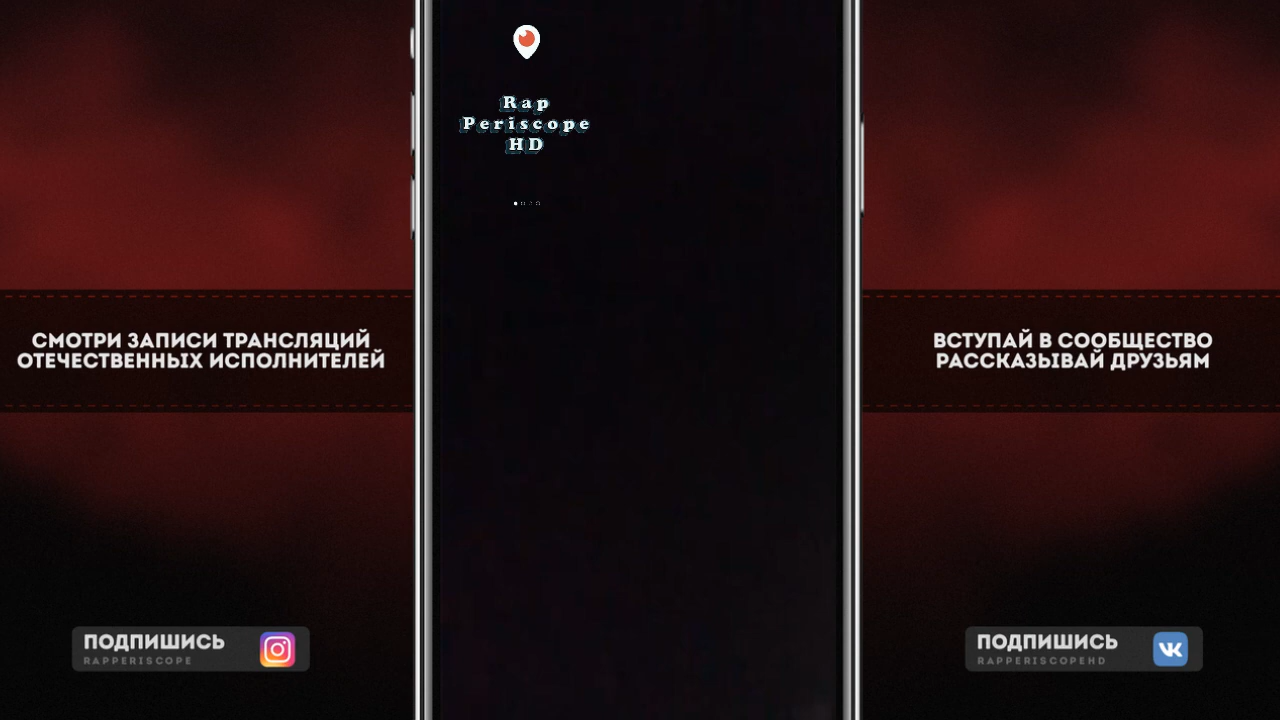 Rap
Periscope
HD
СМОТРИ ЗАПИСИ ТРАНСЛЯЦИЙ
ОТЕЧЕСТВЕННЫХ ИСПОЛНИТЕЛЕЙ
ВСТУПАЙ В СООБЩЕСТВО
РАССКАЗЫВАЙ ДРУЗЬЯМ
ПОДПИШИСЬ
RAPPERISCOPE
ПОДПИШИСЬ
RAPPERISCOPEHD